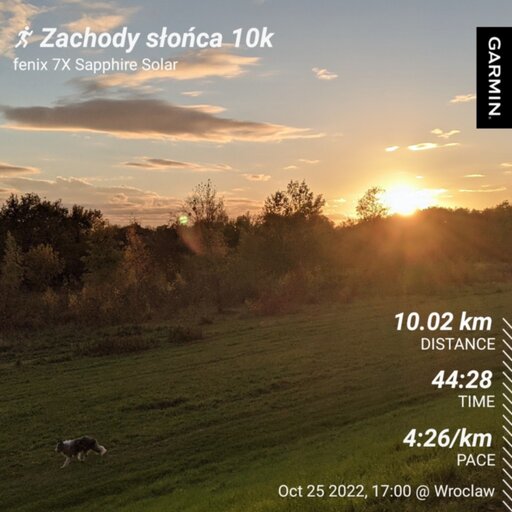 Zachody słońca 10k
fenix 7X Sapphire Solar
GARMIN.
10.02 km
DISTANCE
44:28
TIME
4:26/km
PACE
Oct 25 2022, 17:00 @ Wroclaw